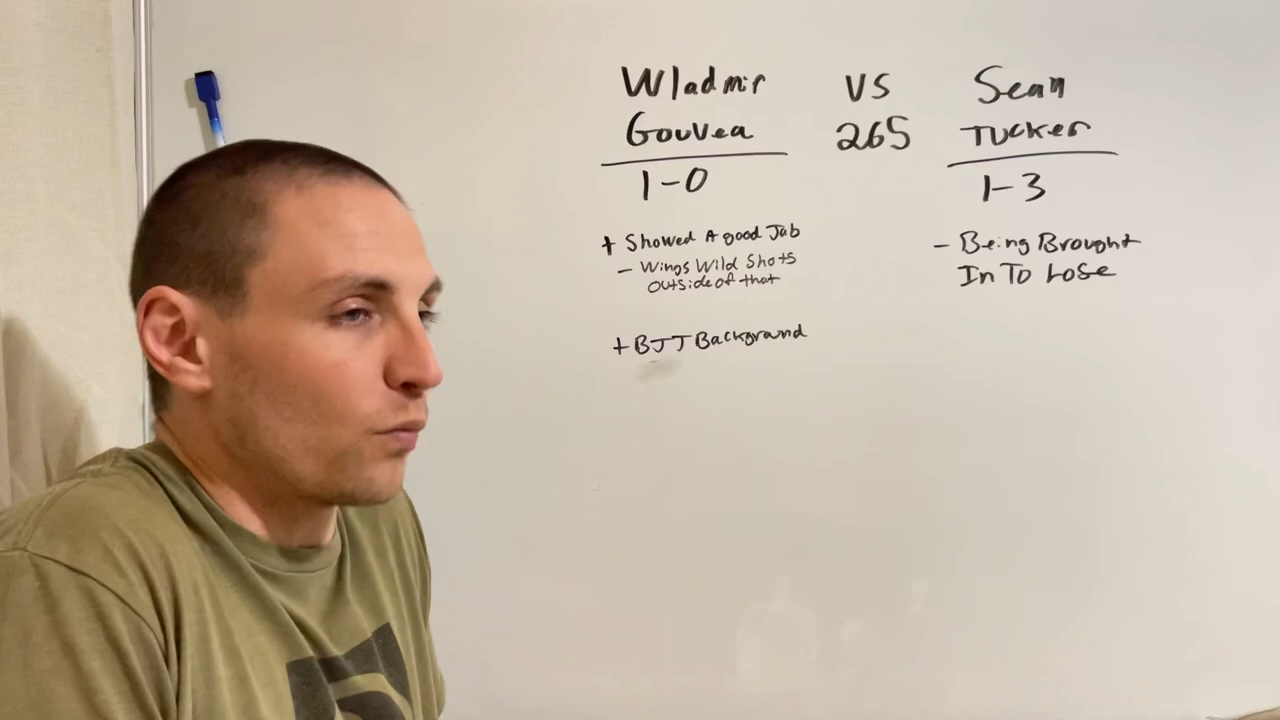 Wladmir
Gouvea
1-0
+ Showed A good Jab
- Wings Wild Shots
outside of that
+ BJJ Background
VS
265
Sean
Tucker
1-3
- Being Brought
In To Lose